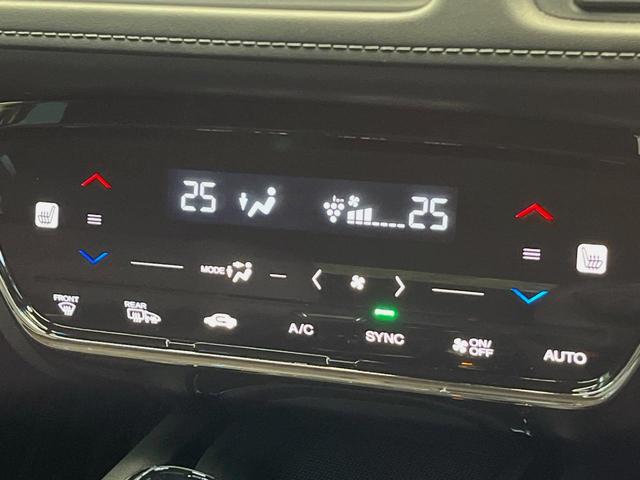 25 25
MODE
FRONT
REAR
A/C
SYNC
ON/
OFF
AUTO